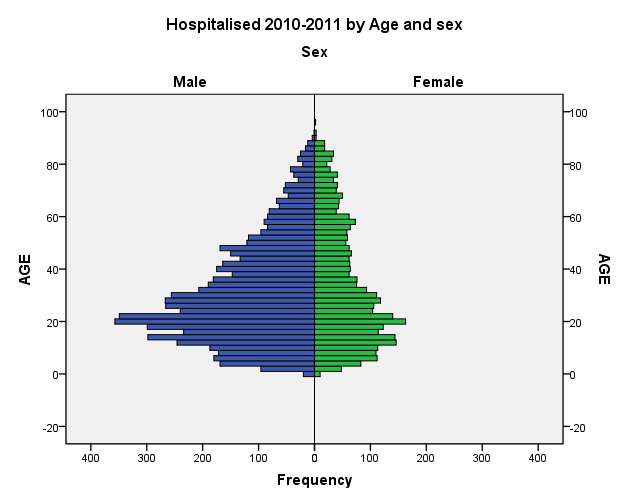 Hospitalised 2010-2011 by Age and sex
Sex
Male Female
100 100
80 80
60 60
AGE AGE
40 40
20 20
0 0
-20 -20
400 300 200 100 0 100 200 300 400
Frequency